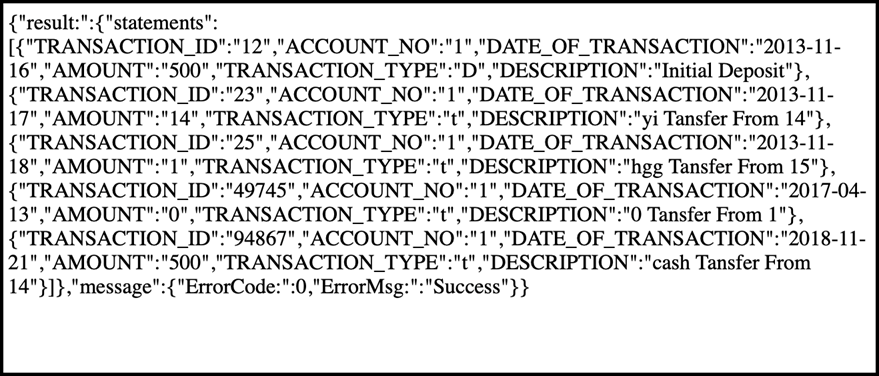 {"result:":{"statements":
[{"TRANSACTION_ID":"12","ACCOUNT_NO":"1","DATE_OF_TRANSACTION":"2013-11-
16","AMOUNT":"500","TRANSACTION_TYPE":"D","DESCRIPTION":"Initial Deposit"},
{"TRANSACTION_ID":"23","ACCOUNT_NO":"1","DATE_OF_TRANSACTION":"2013-11-
17","AMOUNT":"14","TRANSACTION_TYPE":"t","DESCRIPTION":"yi Tansfer From 14"},
{"TRANSACTION_ID":"25","ACCOUNT_NO":"1","DATE_OF_TRANSACTION":"2013-11-
18","AMOUNT":"1","TRANSACTION_TYPE":"t","DESCRIPTION":"hgg Tansfer From 15"},
{"TRANSACTION_ID":"49745","ACCOUNT_NO":"1","DATE_OF_TRANSACTION":"2017-04-
13","AMOUNT":"0","TRANSACTION_TYPE":"t","DESCRIPTION":"0 Tansfer From 1"},
{"TRANSACTION_ID":"94867","ACCOUNT_NO":"1","DATE_OF_TRANSACTION":"2018-11-
21","AMOUNT":"500","TRANSACTION_TYPE":"t","DESCRIPTION":"cash Tansfer From
14"}]},"message":{"ErrorCode:":0,"ErrorMsg:":"Success"}}